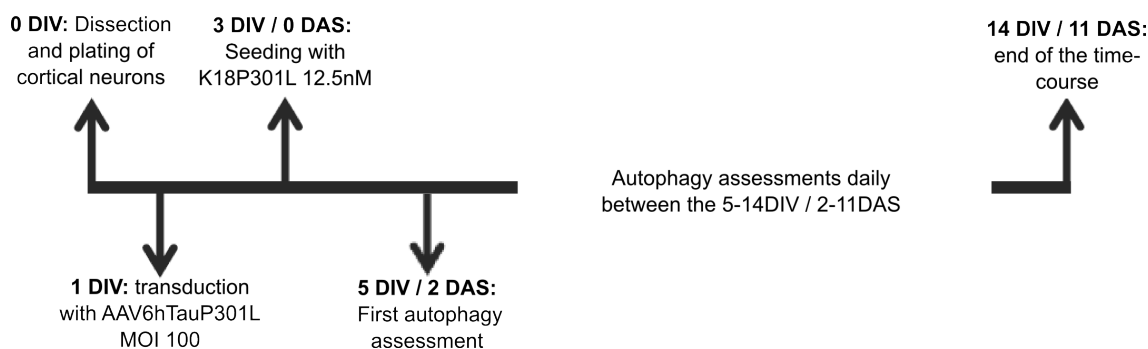 0 DIV: Dissection
and plating of
cortical neurons
3 DIV / 0 DAS:
Seeding with
K18P301L 12.5nM
14 DIV / 11 DAS:
end of the time-
course
Autophagy assessments daily
between the 5-14DIV / 2-11DAS
1 DIV: transduction
with AAV6hTauP301L
MOI 100
5 DIV / 2 DAS:
First autophagy
assessment